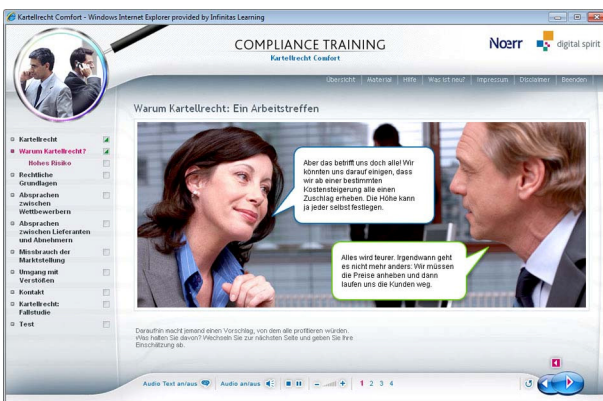 Kartellrecht Comfort - Windows Internet Explorer provided by Infinitas Learning
COMPLIANCE TRAINING
Kartellrecht Comfort
Nœrr
digital spirit
Übersicht | Material | Hilfe | Was ist neu? | Impressum | Disclaimer | Beenden
Warum Kartellrecht: Ein Arbeitstreffen
Kartellrecht
Warum Kartellrecht?
Hohes Risiko
Rechtliche
Grundlagen
Absprachen
zwischen
Wettbewerbern
Absprachen
zwischen Lieferanten
und Abnehmern
Missbrauch der
Marktstellung
Umgang mit
Verstößen
Kontakt
Kartellrecht:
Fallstudie
Test
Aber das betrifft uns doch alle! Wir
könnten uns darauf einigen, dass
wir ab einer bestimmten
Kostensteigerung alle einen
Zuschlag erheben. Die Höhe kann
ja jeder selbst festlegen.
Alles wird teurer. Irgendwann geht
es nicht mehr anders: Wir müssen
die Preise anheben und dann
laufen uns die Kunden weg.
Daraufhin macht jemand einen Vorschlag, von dem alle profitieren würden.
Was halten Sie davon? Wechseln Sie zur nächsten Seite und geben Sie Ihre
Einschätzung ab.
Audio Text an/aus | Audio an/aus | 1 2 3 4